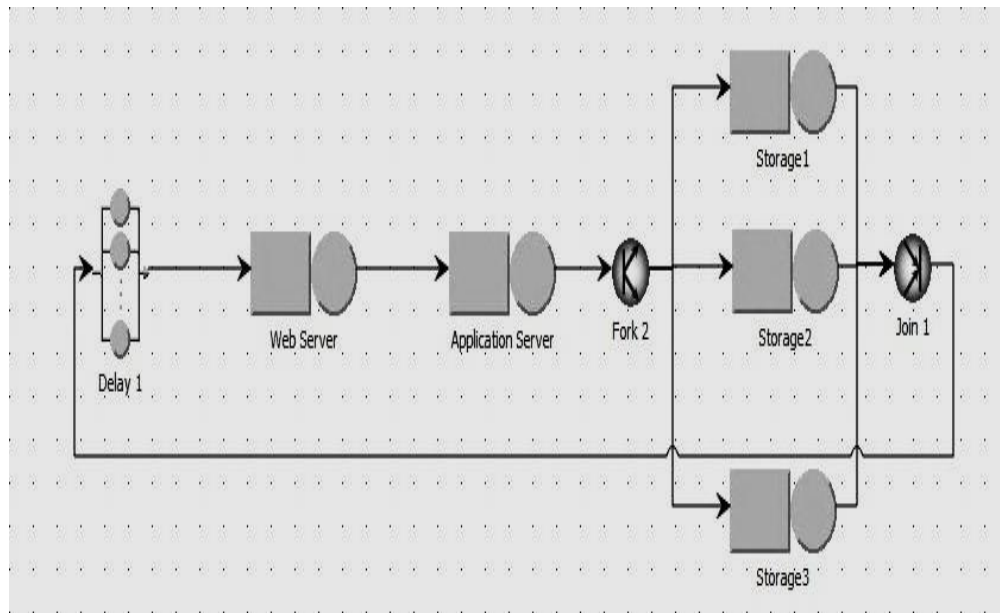 Storage1
Delay 1
Web Server
Application Server
Fork 2
Storage2
Join 1
Storage3